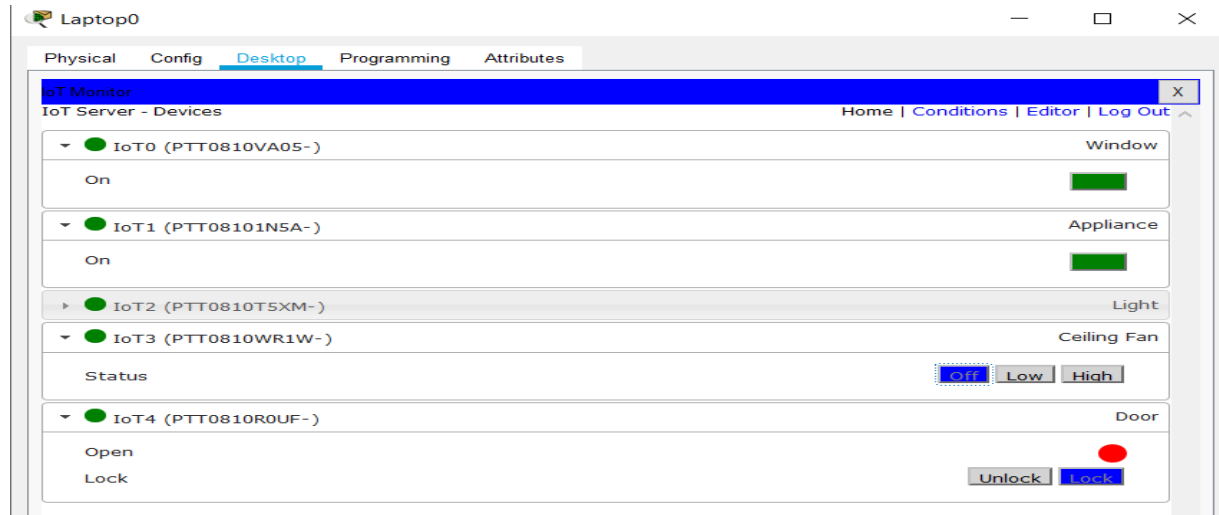 Laptop0
Physical Config Desktop Programming Attributes
IoT Monitor X
IoT Server - Devices Home | Conditions | Editor | Log Out
IoT0 (PTT0810VA05-) Window
On
IoT1 (PTT08101N5A-) Appliance
On
IoT2 (PTT0810T5XM-) Light
IoT3 (PTT0810WR1W-) Ceiling Fan
Status Off Low High
IoT4 (PTT0810R0UF-) Door
Open
Lock Unlock Lock